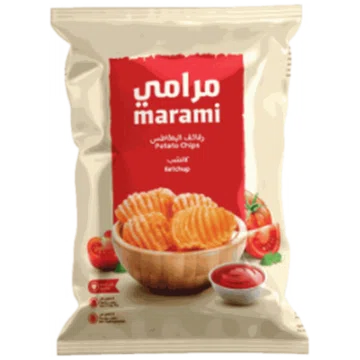 مرامي
marami
رقائق البطاطس
Potato Chips
كاتشب
Ketchup